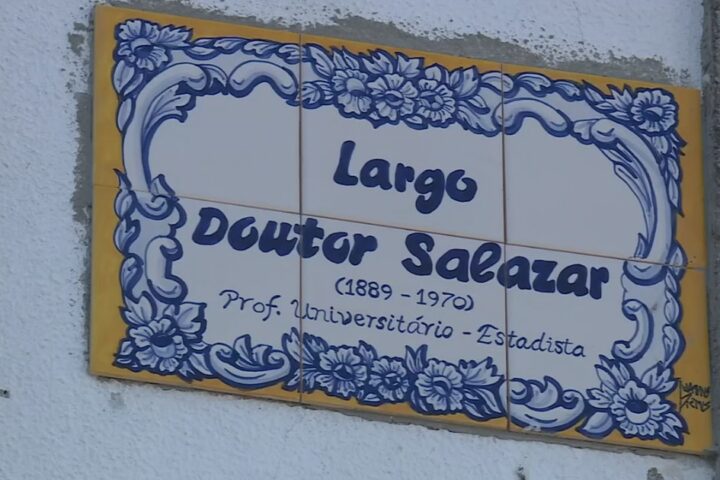 Largo
Doutor Salazar
(1889 - 1970)
Prof. Universitário - Estadista